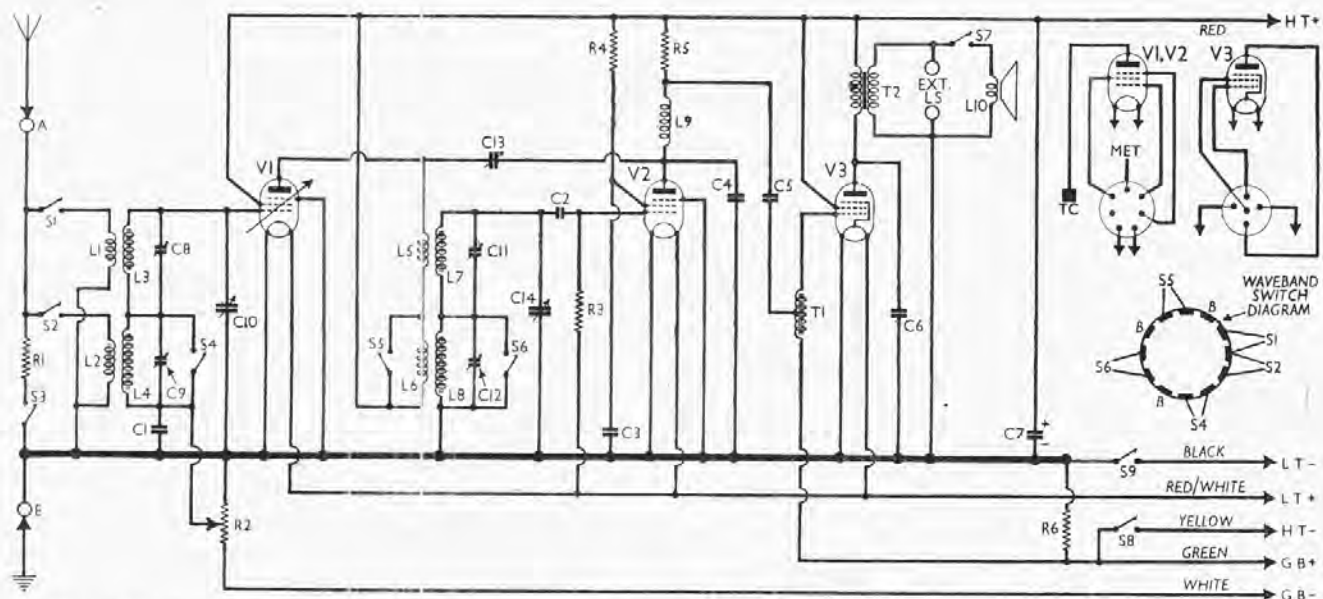 HT+
RED
R4
R5
S7
V1,V2
V3
T2
EXT.
LS
L10
A
L9
C13
MET
V1
V2
V3
C4
C5
TC
S1
C2
L1
L3
C8
L5
L7
C11
WAVEBAND
SWITCH
DIAGRAM
S5
B
B
C10
C14
R3
T1
C6
S1
S2
R1
L2
S4
S5
S6
S6
S2
L4
C9
L6
L8
C12
B
S3
S4
C1
C3
C7
+
−
BLACK
S9
LT−
RED/WHITE
LT+
E
R2
R6
YELLOW
S8
HT−
GREEN
GB+
WHITE
GB−